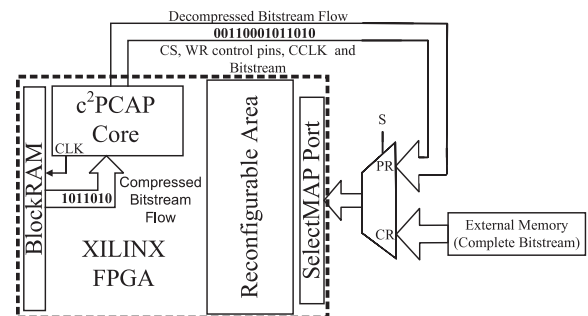 Decompressed Bitstream Flow
00110001011010
CS, WR control pins, CCLK and
Bitstream
c²PCAP
Core
CLK
BlockRAM
1011010
Compressed
Bitstream
Flow
XILINX
FPGA
Reconfigurable Area
SelectMAP Port
S
PR
CR
External Memory
(Complete Bitstream)